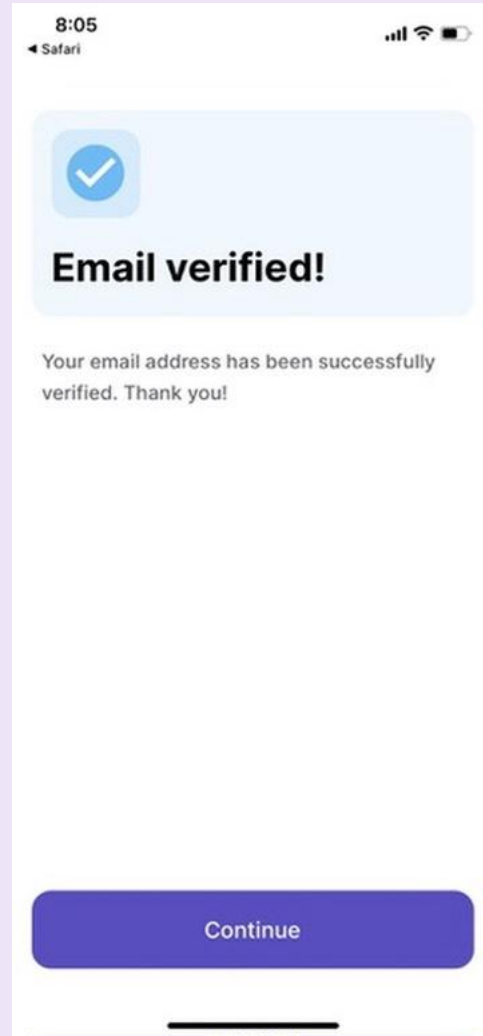 8:05
◀ Safari
Email verified!
Your email address has been successfully
verified. Thank you!
Continue